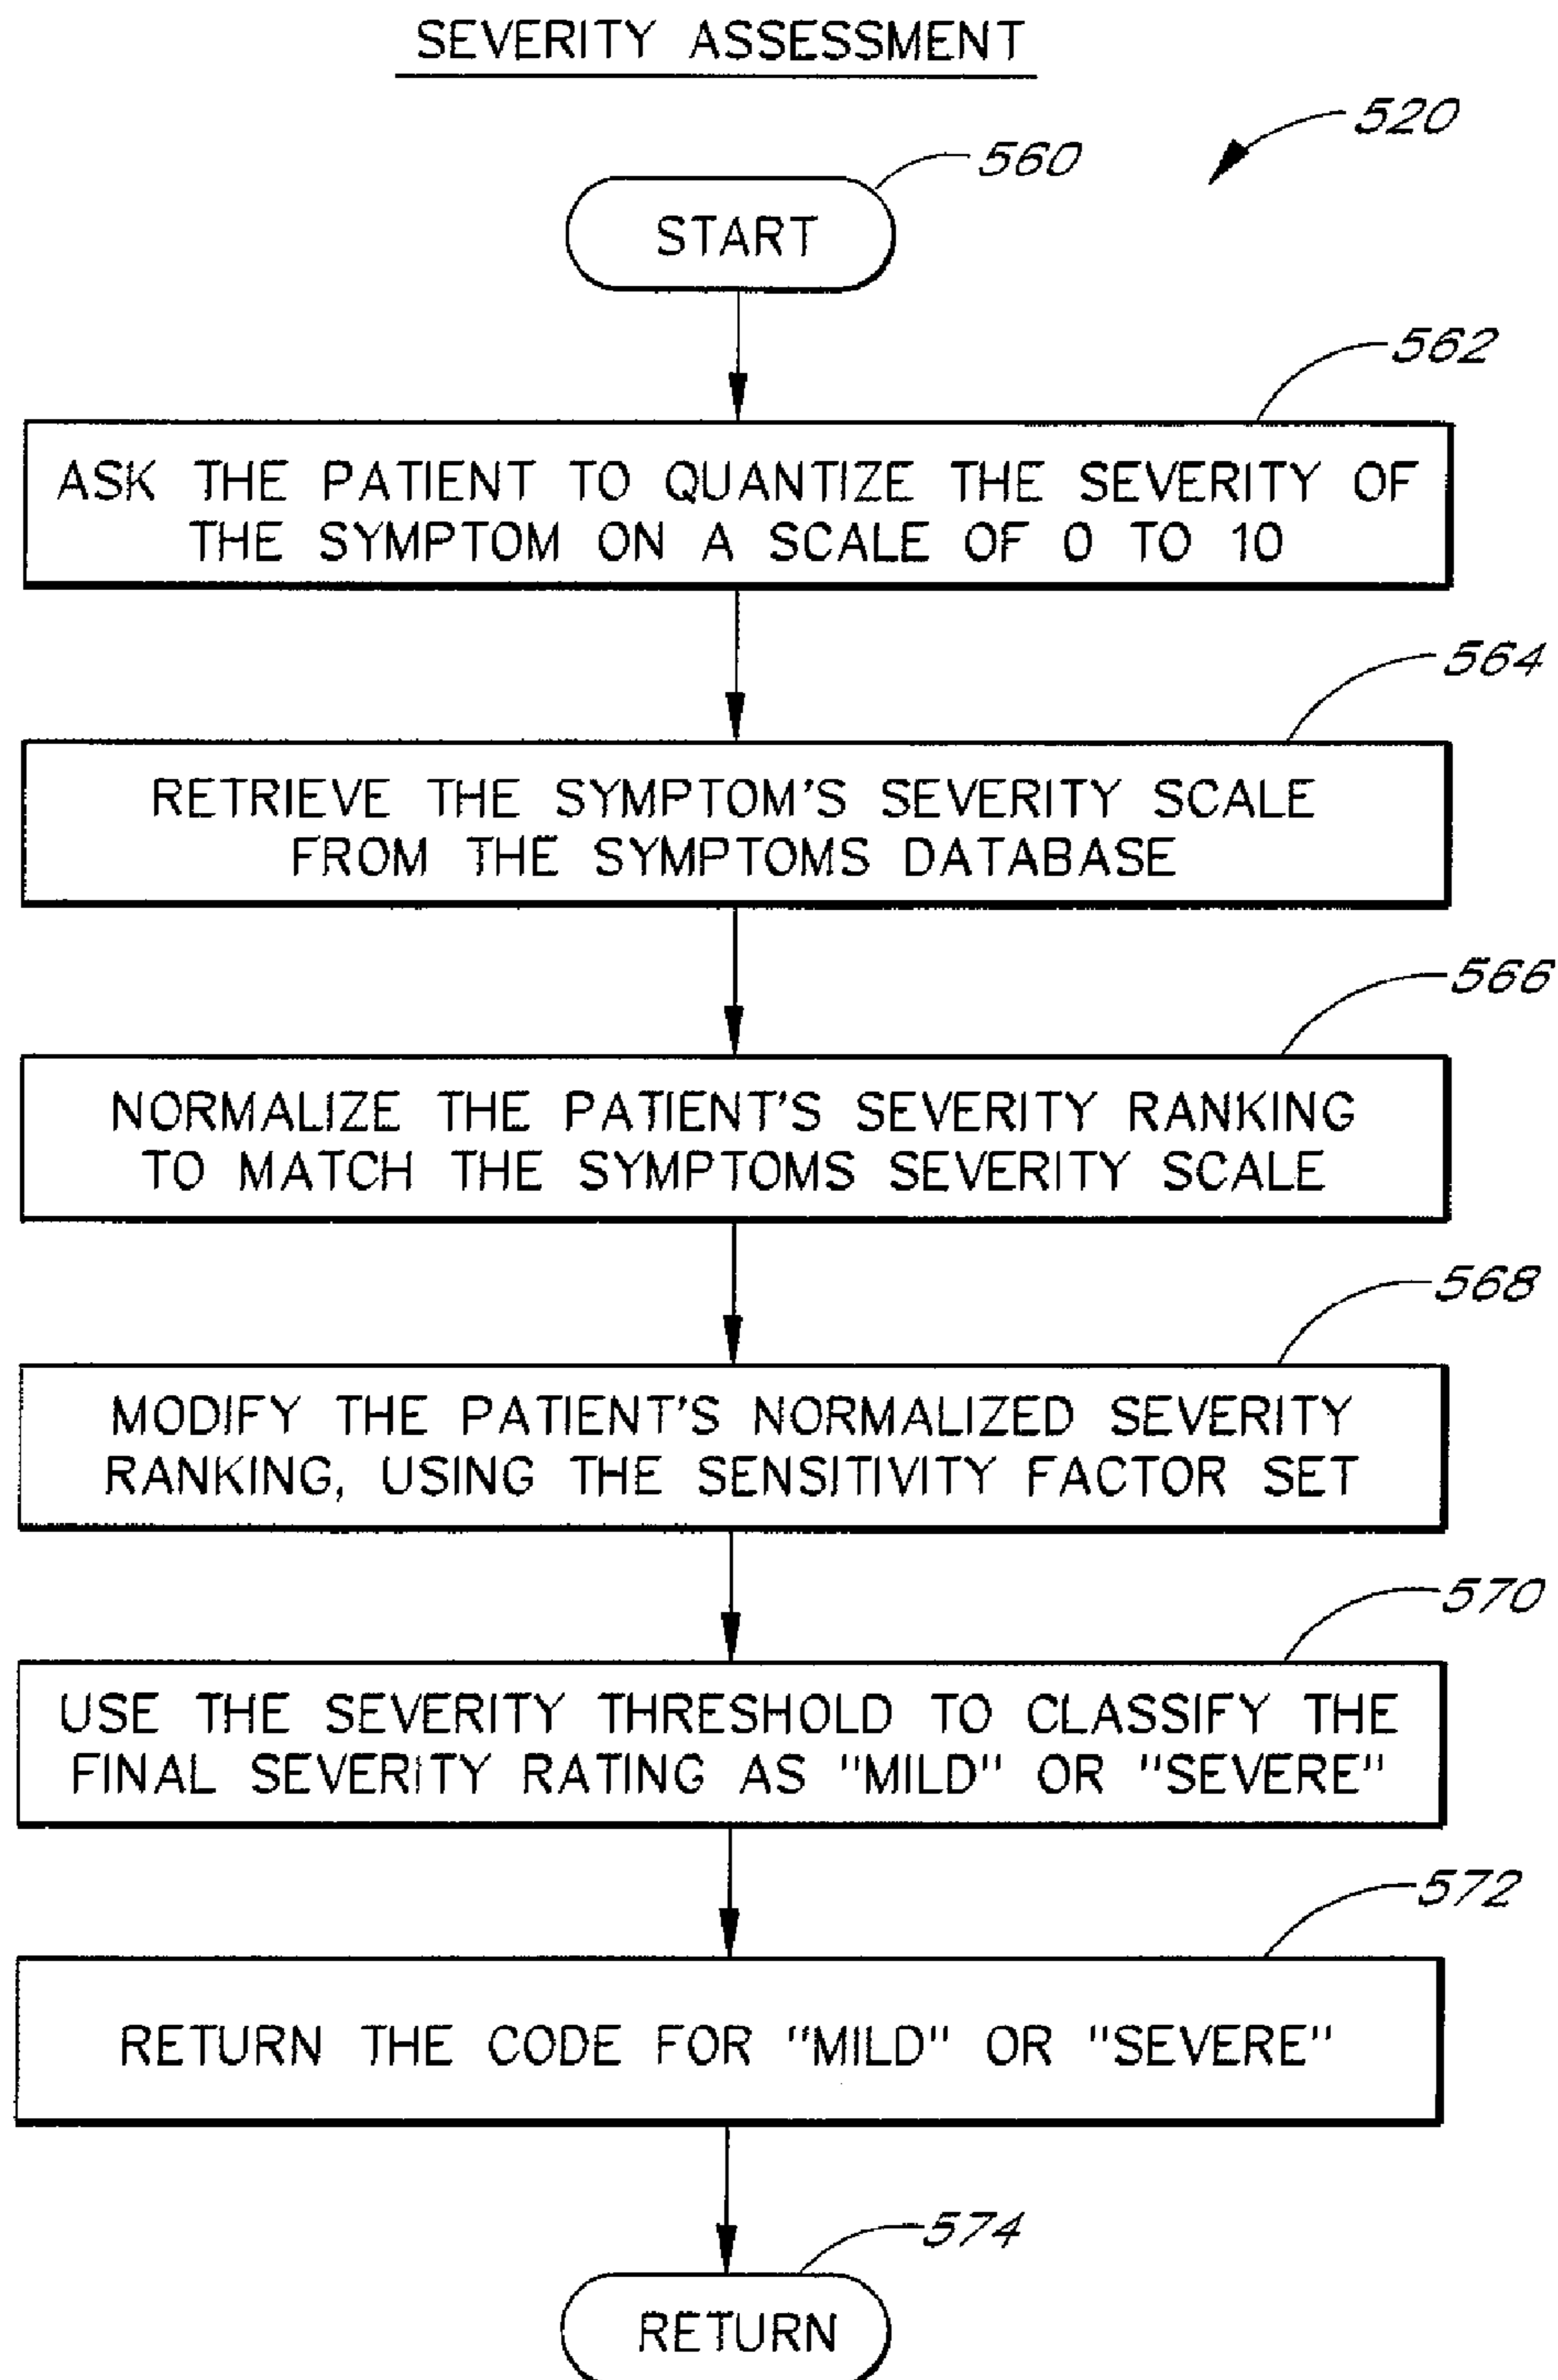 SEVERITY ASSESSMENT
520
560
START
562
ASK THE PATIENT TO QUANTIZE THE SEVERITY OF
THE SYMPTOM ON A SCALE OF 0 TO 10
564
RETRIEVE THE SYMPTOM'S SEVERITY SCALE
FROM THE SYMPTOMS DATABASE
566
NORMALIZE THE PATIENT'S SEVERITY RANKING
TO MATCH THE SYMPTOMS SEVERITY SCALE
568
MODIFY THE PATIENT'S NORMALIZED SEVERITY
RANKING, USING THE SENSITIVITY FACTOR SET
570
USE THE SEVERITY THRESHOLD TO CLASSIFY THE
FINAL SEVERITY RATING AS "MILD" OR "SEVERE"
572
RETURN THE CODE FOR "MILD" OR "SEVERE"
574
RETURN